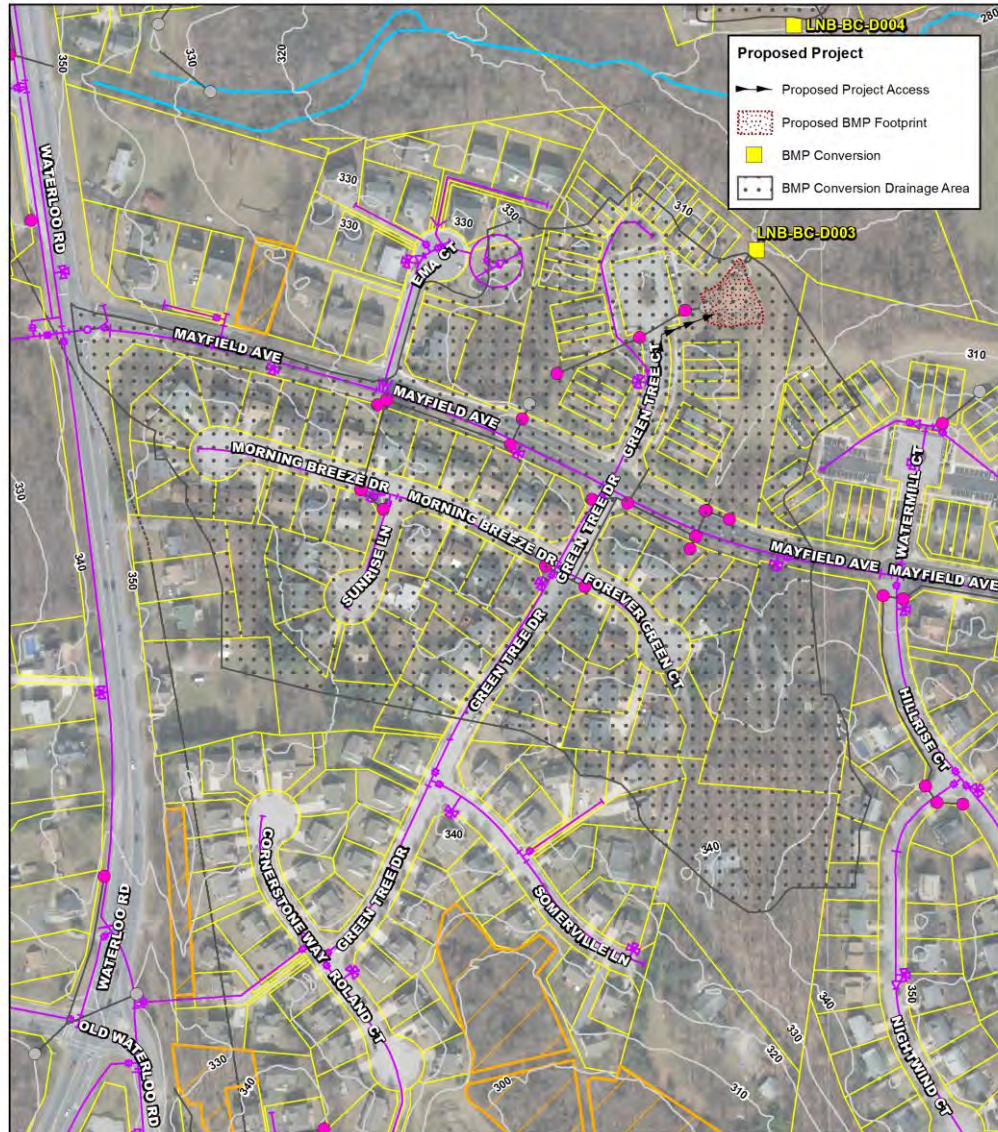 LNB-BC-D004
280
Proposed Project
Proposed Project Access
Proposed BMP Footprint
BMP Conversion
BMP Conversion Drainage Area
350
330
320
WATERLOO RD
330
330
330
330
310
LNB-BC-D003
EMA CT
MAYFIELD AVE
310
MAYFIELD AVE
GREEN TREE CT
MORNING BREEZE DR
MORNING BREEZE DR
WATERMILL CT
330
340
350
SUNRISE LN
GREEN TREE DR
FOREVER GREEN CT
MAYFIELD AVE
MAYFIELD AVE
GREEN TREE DR
HILLRISE CT
340
340
CORNERSTONE WAY
GREEN TREE DR
SOMERVILLE LN
WATERLOO RD
ROLAND CT
350
340
330
OLD WATERLOO RD
320
310
300
330
340
NIGHTWIND CT